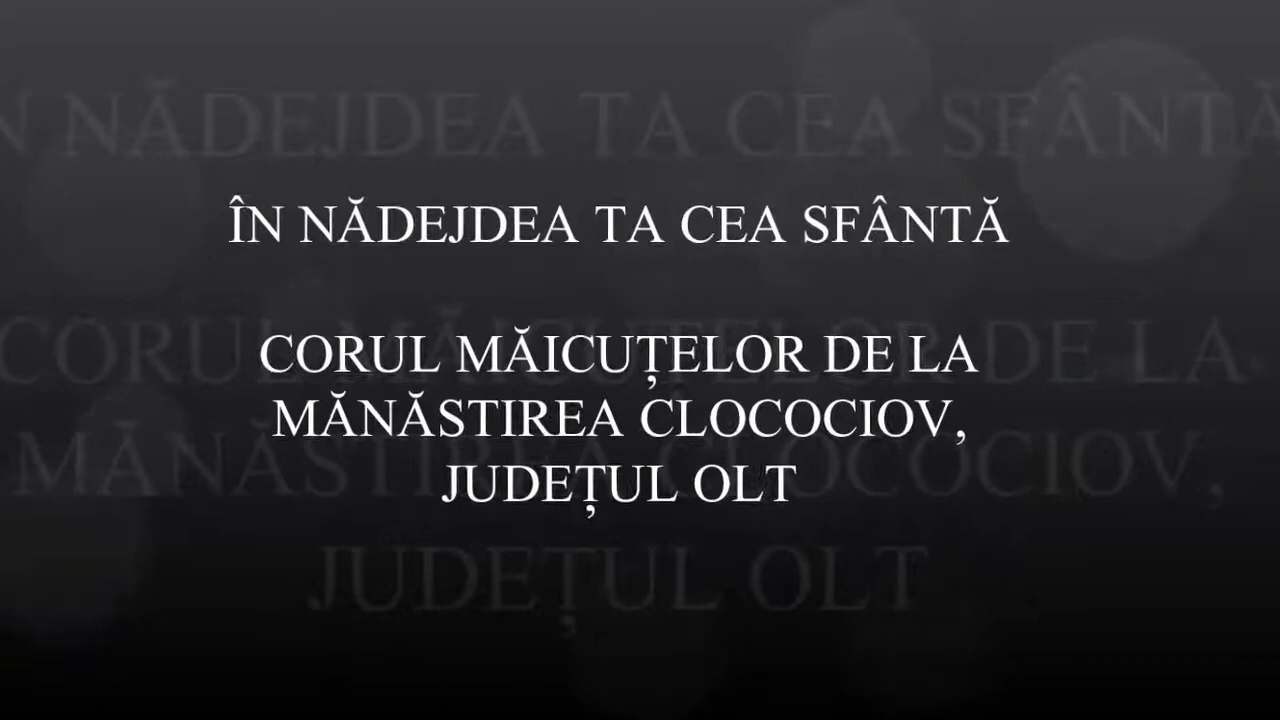 ÎN NĂDEJDEA TA CEA SFÂNTĂ
CORUL MĂICUȚELOR DE LA
MĂNĂSTIREA CLOCOCIOV,
JUDEȚUL OLT